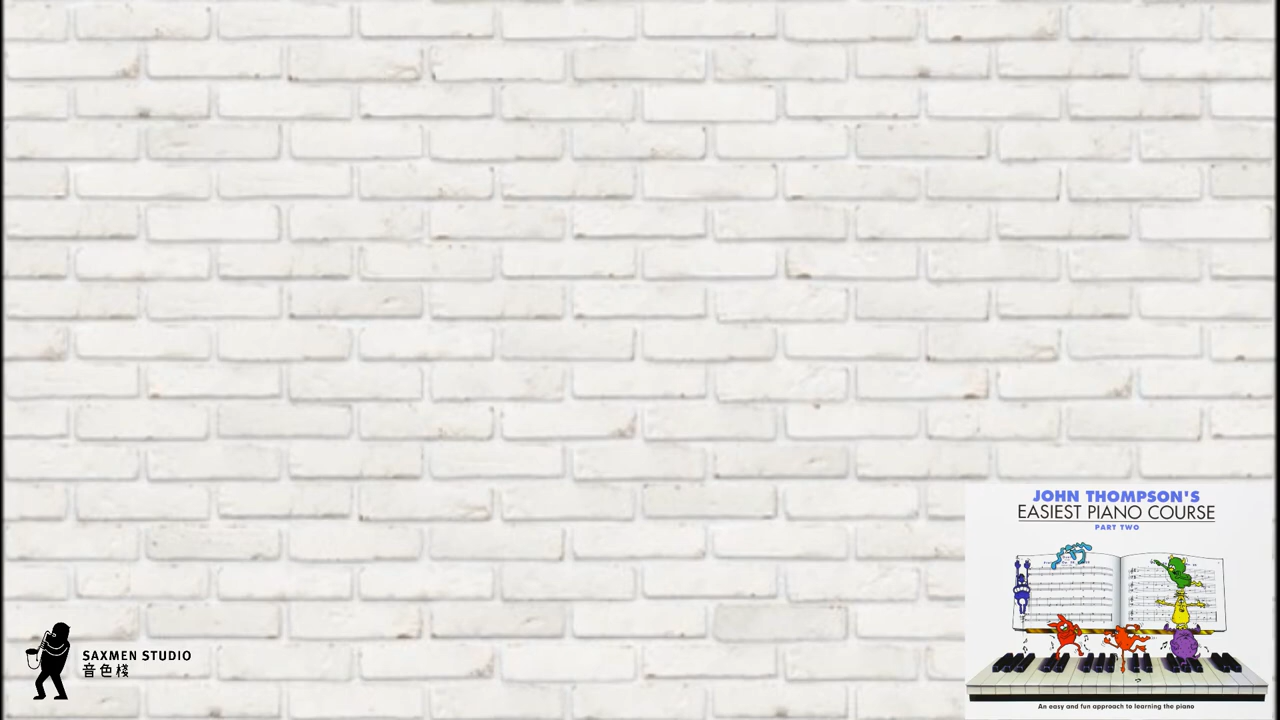 JOHN THOMPSON'S
EASIEST PIANO COURSE
PART TWO
SAXMEN STUDIO
音色棧
An easy and fun approach to learning the piano